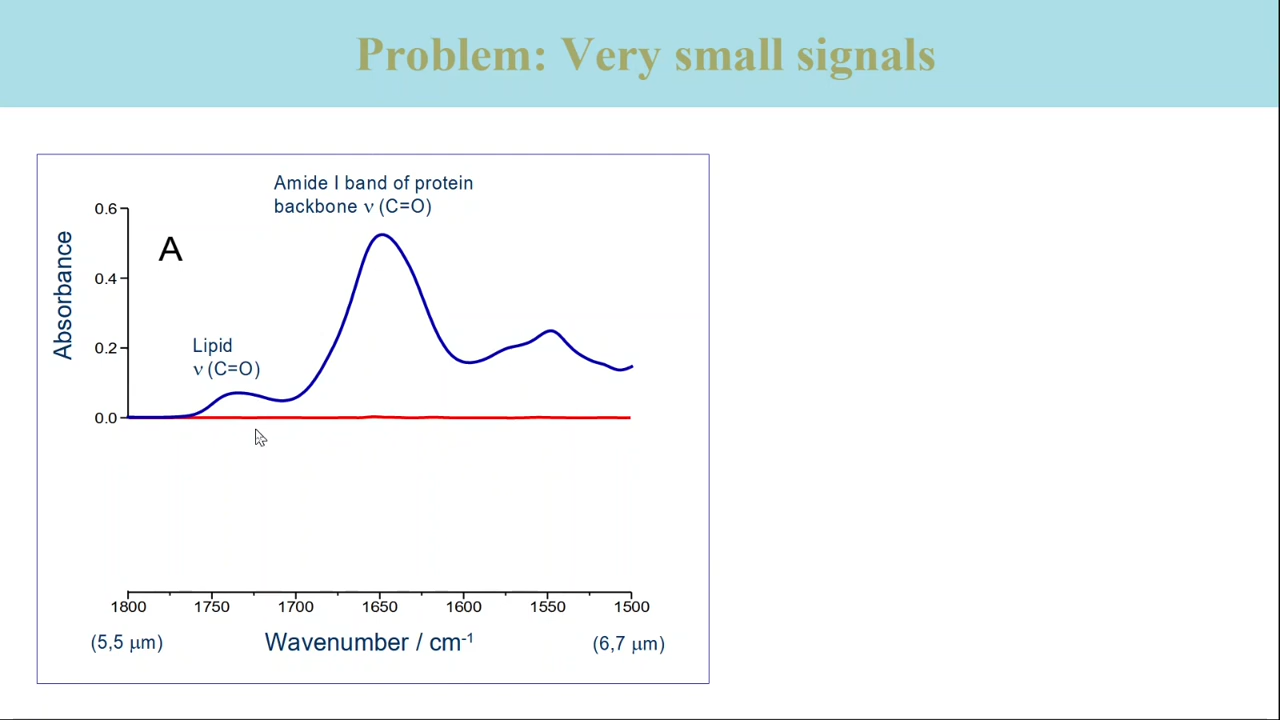 Problem: Very small signals
Amide I band of protein
backbone ν (C=O)
0.6
A
0.4
Absorbance
Lipid
ν (C=O)
0.2
0.0
1800 1750 1700 1650 1600 1550 1500
(5,5 μm) Wavenumber / cm⁻¹ (6,7 μm)